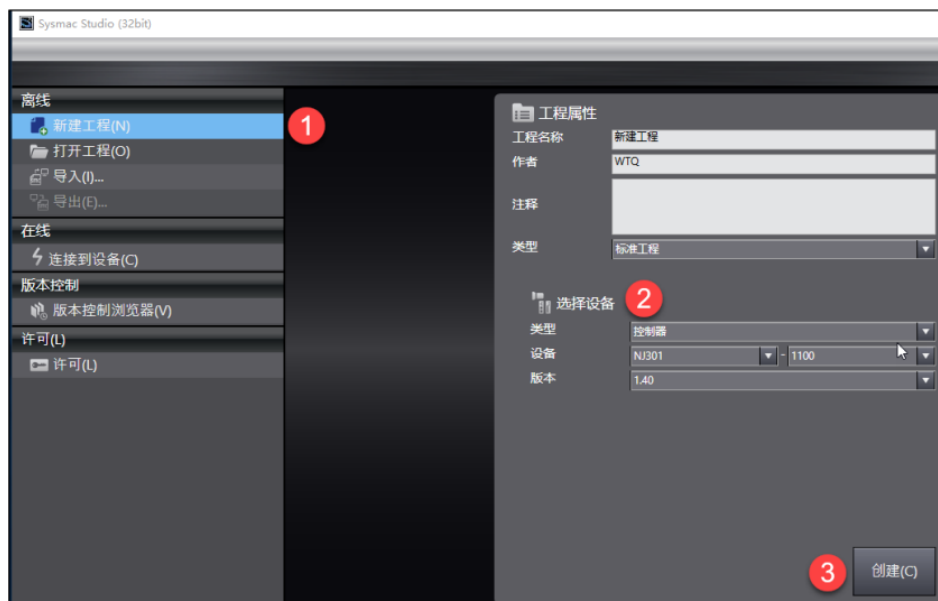 Sysmac Studio (32bit)
离线
新建工程(N)
1
打开工程(O)
导入(I)...
导出(E)...
在线
连接到设备(C)
版本控制
版本控制浏览器(V)
许可(L)
许可(L)
工程属性
工程名称 新建工程
作者 WTQ
注释
类型 标准工程
选择设备 2
类型 控制器
设备 NJ301 - 1100
版本 1.40
3 创建(C)